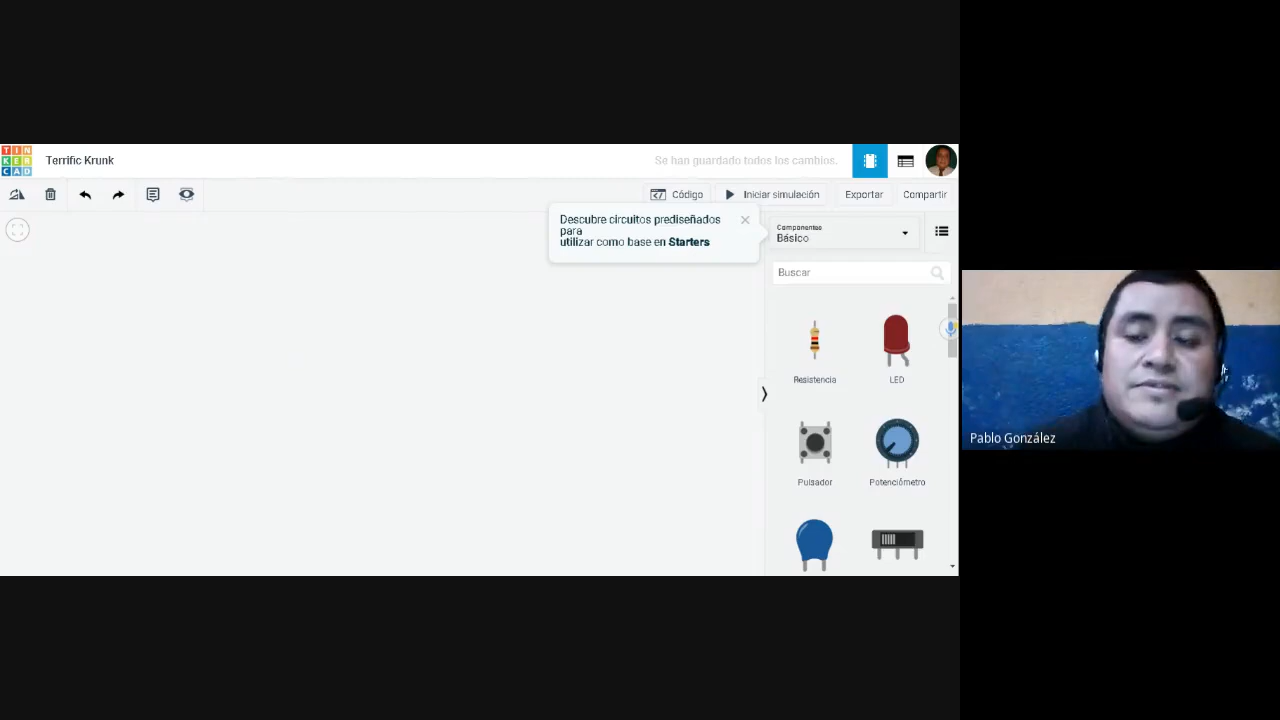 TIN
KER
CAD
Terrific Krunk
Se han guardado todos los cambios.
Código
Iniciar simulación
Exportar
Compartir
Descubre circuitos prediseñados
para
utilizar como base en Starters
Componentes
Básico
Buscar
Resistencia
LED
Pulsador
Potenciómetro
Pablo González